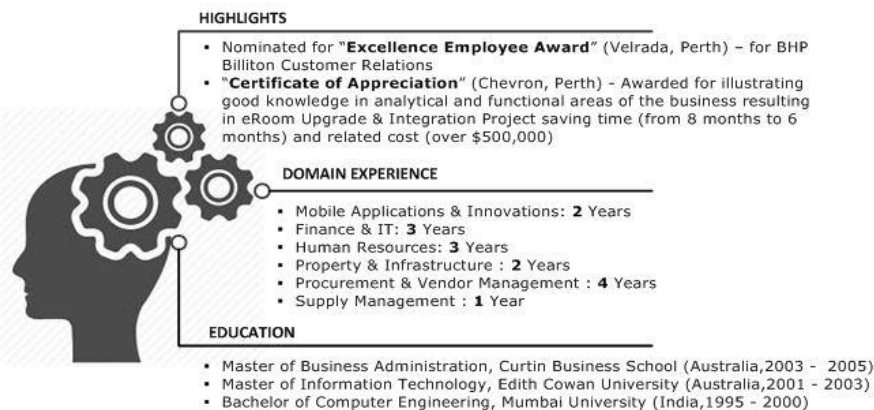 HIGHLIGHTS
▪ Nominated for “Excellence Employee Award” (Velrada, Perth) – for BHP
Billiton Customer Relations
▪ “Certificate of Appreciation” (Chevron, Perth) - Awarded for illustrating
good knowledge in analytical and functional areas of the business resulting
in eRoom Upgrade & Integration Project saving time (from 8 months to 6
months) and related cost (over $500,000)
DOMAIN EXPERIENCE
▪ Mobile Applications & Innovations: 2 Years
▪ Finance & IT: 3 Years
▪ Human Resources: 3 Years
▪ Property & Infrastructure : 2 Years
▪ Procurement & Vendor Management : 4 Years
▪ Supply Management : 1 Year
EDUCATION
▪ Master of Business Administration, Curtin Business School (Australia,2003 - 2005)
▪ Master of Information Technology, Edith Cowan University (Australia,2001 - 2003)
▪ Bachelor of Computer Engineering, Mumbai University (India,1995 - 2000)